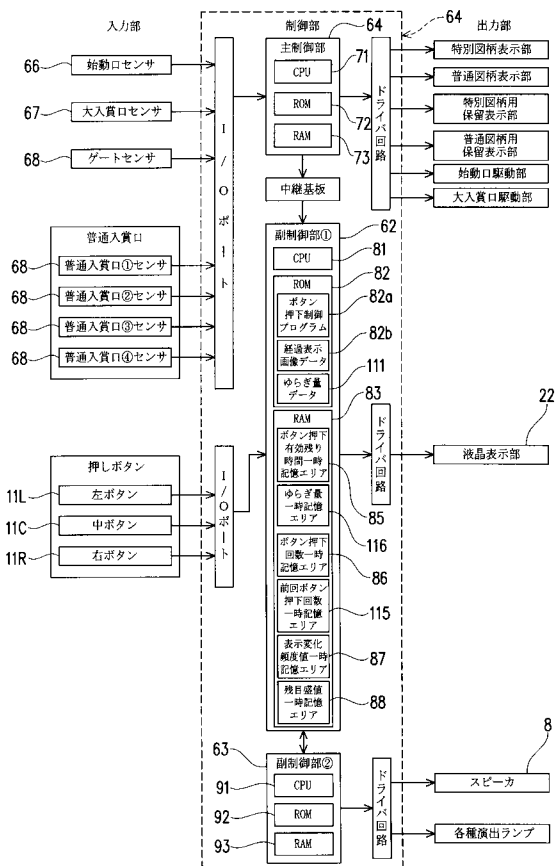 入力部
制御部
64
出力部
66
始動口センサ
67
大入賞口センサ
68
ゲートセンサ
普通入賞口
68
普通入賞口①センサ
68
普通入賞口②センサ
68
普通入賞口③センサ
68
普通入賞口④センサ
I/Oポート
主制御部
64
CPU
71
ROM
72
RAM
73
中継基板
ドライバ回路
特別図柄表示部
普通図柄表示部
特別図柄用
保留表示部
普通図柄用
保留表示部
始動口駆動部
大入賞口駆動部
副制御部①
62
CPU
81
ROM
82
ボタン
押下制御
プログラム
82a
経過表示
画像データ
82b
ゆらぎ量
データ
111
RAM
83
ボタン押下
有効残り
時間一時
記憶エリア
85
ゆらぎ量
一時記憶
エリア
116
ボタン押下
回数一時
記憶エリア
86
前回ボタン
押下回数
一時記憶
エリア
115
表示変化
頻度値一時
記憶エリア
87
残目盛値
一時記憶
エリア
88
ドライバ回路
22
液晶表示部
押しボタン
11L
左ボタン
11C
中ボタン
11R
右ボタン
I/Oポート
63
副制御部②
91
CPU
92
ROM
93
RAM
ドライバ回路
8
スピーカ
各種演出ランプ